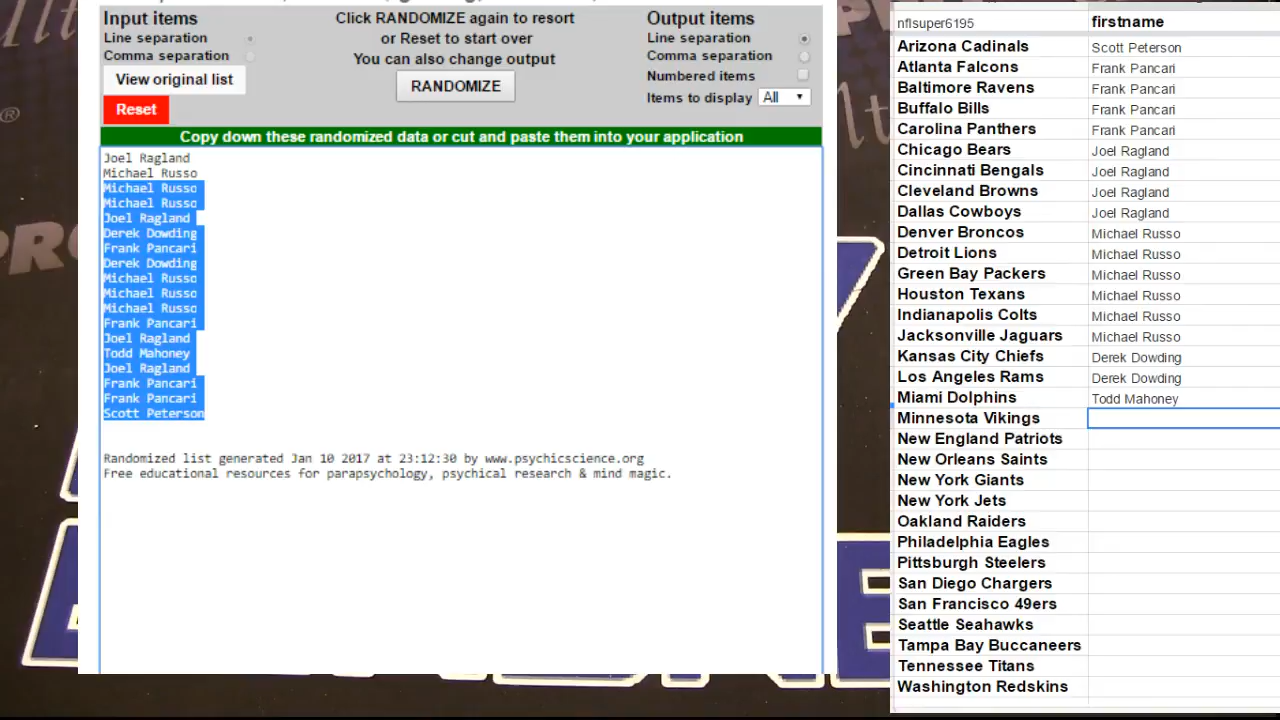 Input items
Line separation
Comma separation
View original list
Reset
Click RANDOMIZE again to resort
or Reset to start over
You can also change output
RANDOMIZE
Output items
Line separation
Comma separation
Numbered items
Items to display All
Copy down these randomized data or cut and paste them into your application
Joel Ragland
Michael Russo
Michael Russo
Michael Russo
Joel Ragland
Derek Dowding
Frank Pancari
Derek Dowding
Michael Russo
Michael Russo
Michael Russo
Frank Pancari
Joel Ragland
Todd Mahoney
Joel Ragland
Frank Pancari
Frank Pancari
Scott Peterson
Randomized list generated Jan 10 2017 at 23:12:30 by www.psychicscience.org
Free educational resources for parapsychology, psychical research & mind magic.
nflsuper6195 firstname
Arizona Cadinals Scott Peterson
Atlanta Falcons Frank Pancari
Baltimore Ravens Frank Pancari
Buffalo Bills Frank Pancari
Carolina Panthers Frank Pancari
Chicago Bears Joel Ragland
Cincinnati Bengals Joel Ragland
Cleveland Browns Joel Ragland
Dallas Cowboys Joel Ragland
Denver Broncos Michael Russo
Detroit Lions Michael Russo
Green Bay Packers Michael Russo
Houston Texans Michael Russo
Indianapolis Colts Michael Russo
Jacksonville Jaguars Michael Russo
Kansas City Chiefs Derek Dowding
Los Angeles Rams Derek Dowding
Miami Dolphins Todd Mahoney
Minnesota Vikings
New England Patriots
New Orleans Saints
New York Giants
New York Jets
Oakland Raiders
Philadelphia Eagles
Pittsburgh Steelers
San Diego Chargers
San Francisco 49ers
Seattle Seahawks
Tampa Bay Buccaneers
Tennessee Titans
Washington Redskins